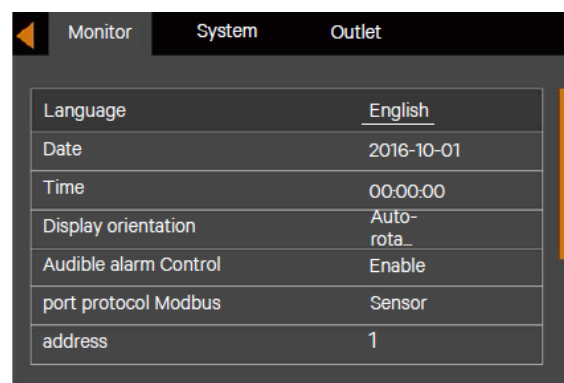 Monitor System Outlet
Language English
Date 2016-10-01
Time 00:00:00
Display orientation Auto-
rota...
Audible alarm Control Enable
port protocol Modbus Sensor
address 1